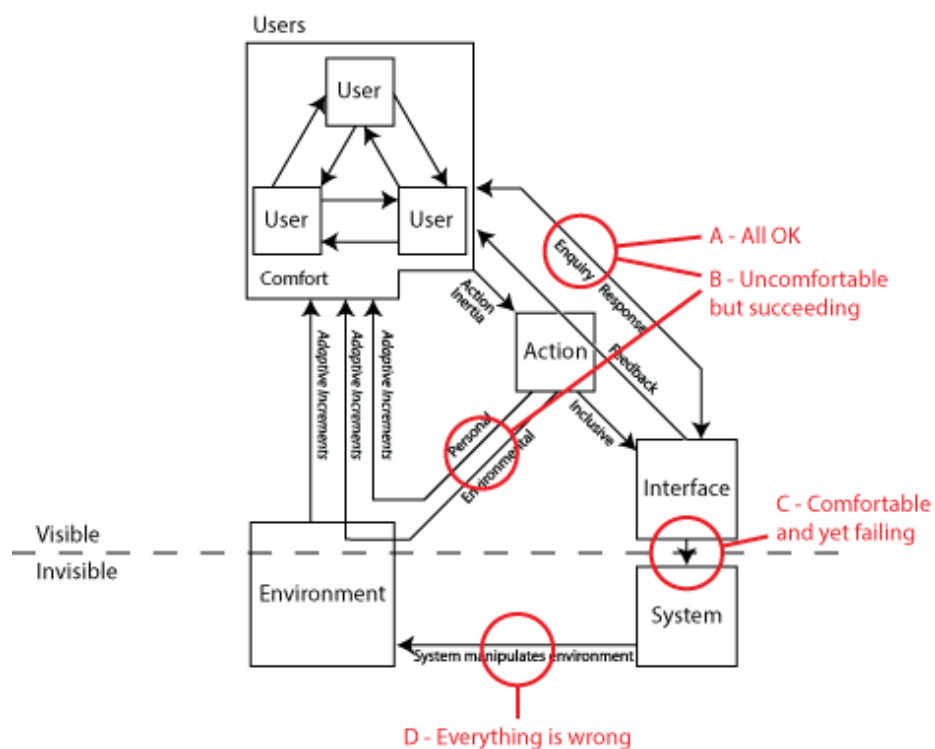 Users
User
User
User
Comfort
Enquiry
Response
Feedback
Action
Inertia
A - All OK
B - Uncomfortable
but succeeding
Adaptive Increments
Adaptive Increments
Adaptive Increments
Action
Personal
Environmental
Inclusive
Interface
C - Comfortable
and yet failing
Visible
Invisible
Environment
System
System manipulates environment
D - Everything is wrong